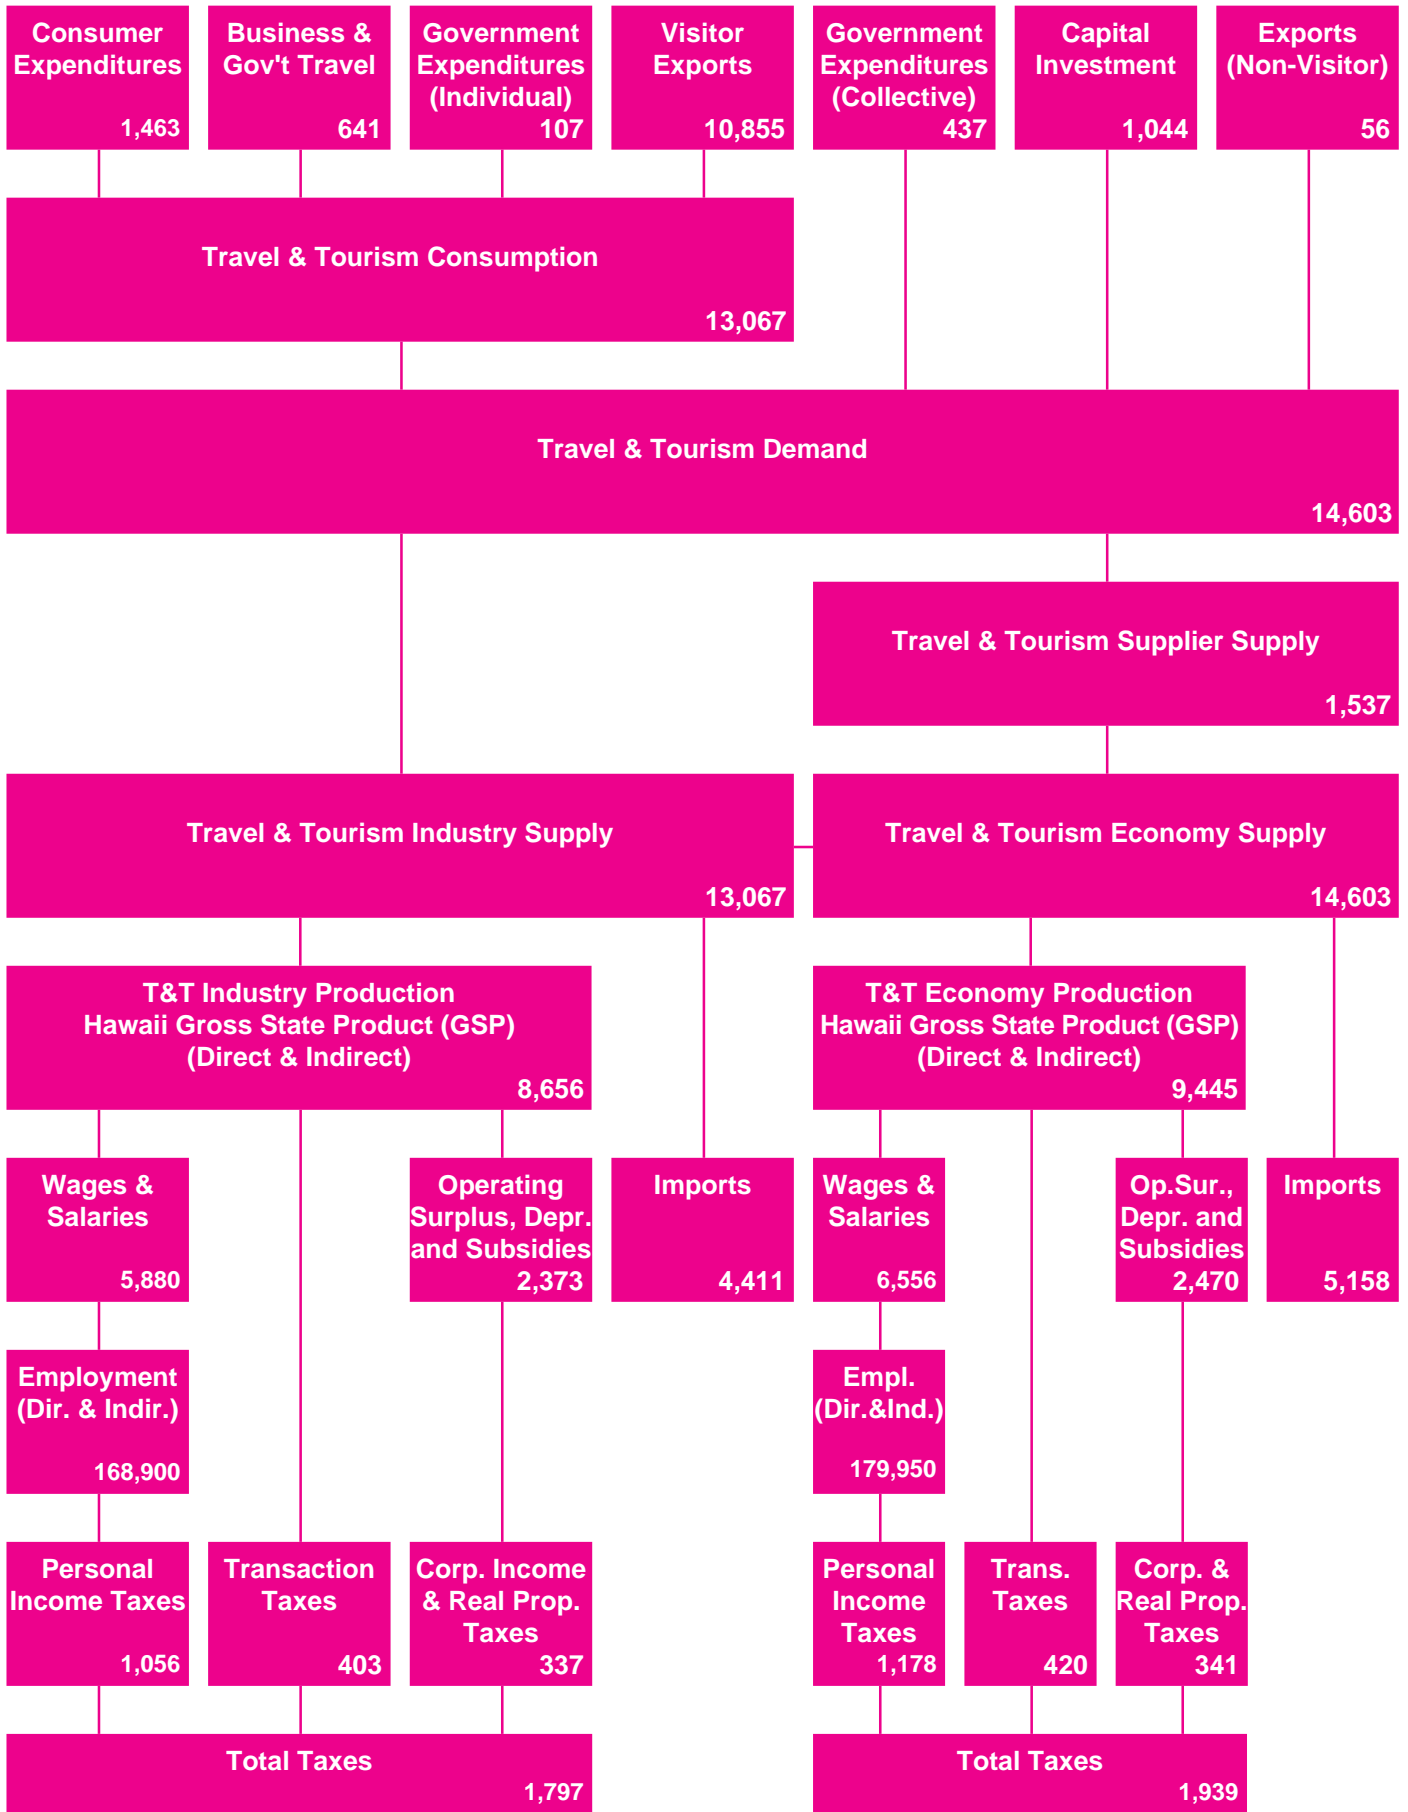 Consumer
Expenditures
1,463
Business &
Gov't Travel
641
Government
Expenditures
(Individual)
107
Visitor
Exports
10,855
Government
Expenditures
(Collective)
437
Capital
Investment
1,044
Exports
(Non-Visitor)
56
Travel & Tourism Consumption
13,067
Travel & Tourism Demand
14,603
Travel & Tourism Supplier Supply
1,537
Travel & Tourism Industry Supply
13,067
Travel & Tourism Economy Supply
14,603
T&T Industry Production
Hawaii Gross State Product (GSP)
(Direct & Indirect)
8,656
T&T Economy Production
Hawaii Gross State Product (GSP)
(Direct & Indirect)
9,445
Wages &
Salaries
5,880
Operating
Surplus, Depr.
and Subsidies
2,373
Imports
4,411
Wages &
Salaries
6,556
Op.Sur.,
Depr. and
Subsidies
2,470
Imports
5,158
Employment
(Dir. & Indir.)
168,900
Empl.
(Dir.&Ind.)
179,950
Personal
Income Taxes
1,056
Transaction
Taxes
403
Corp. Income
& Real Prop.
Taxes
337
Personal
Income
Taxes
1,178
Trans.
Taxes
420
Corp. &
Real Prop.
Taxes
341
Total Taxes
1,797
Total Taxes
1,939